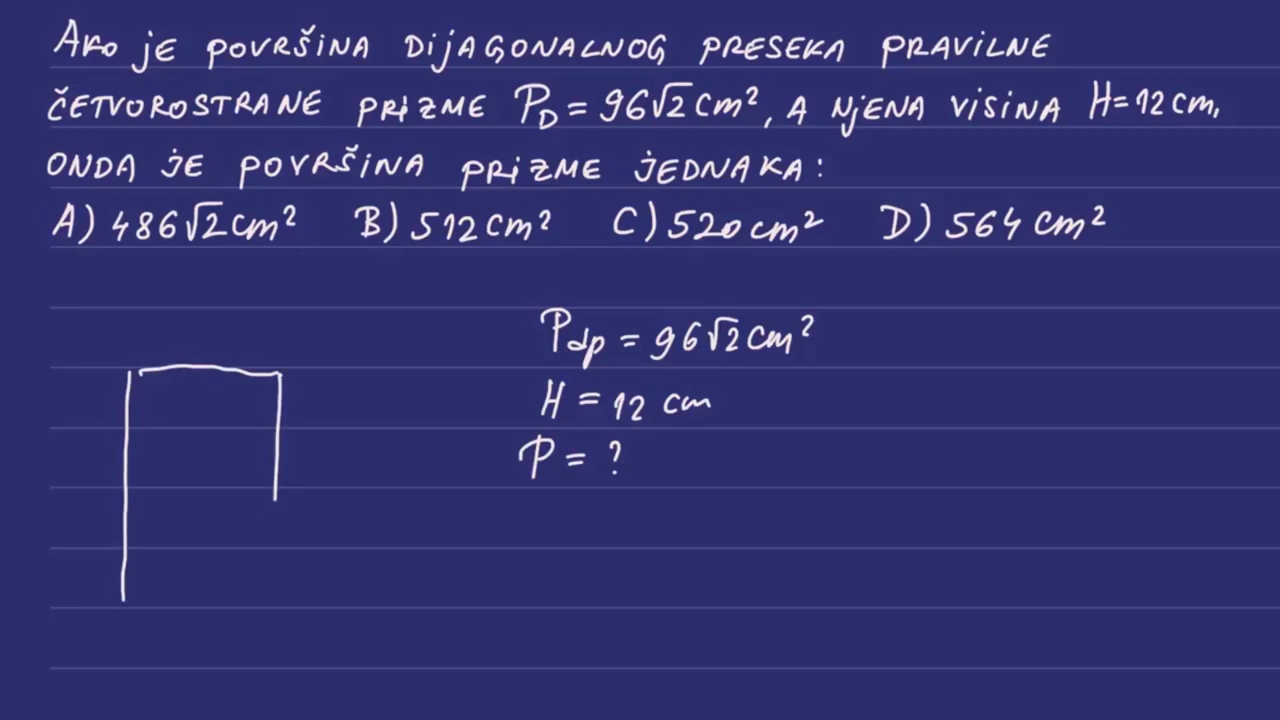 Ako je površina dijagonalnog preseka pravilne
četvorostrane prizme P_D = 96√2 cm², a njena visina H = 12 cm,
onda je površina prizme jednaka:
A) 486√2 cm² B) 512 cm² C) 520 cm² D) 564 cm²
P_dp = 96√2 cm²
H = 12 cm
P = ?